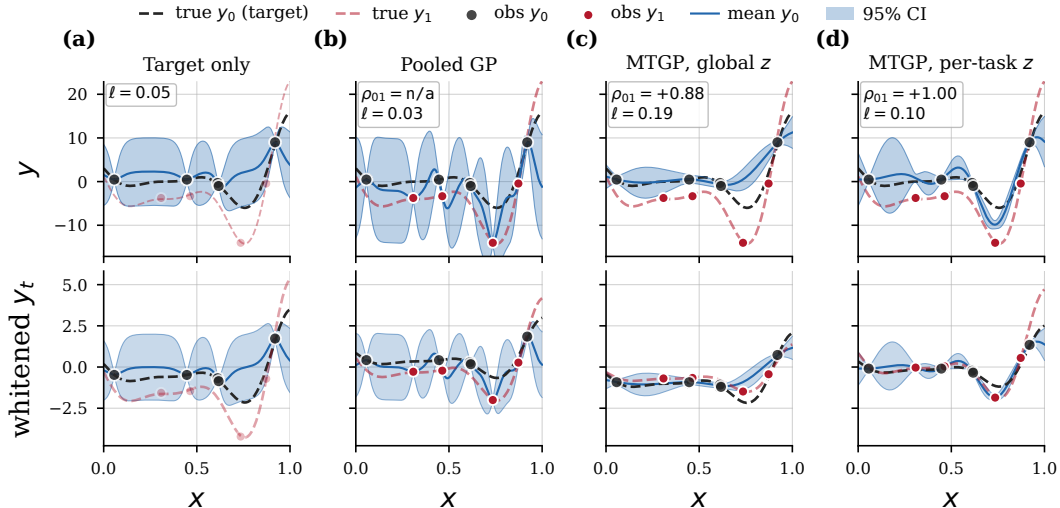 true y₀ (target) true y₁ obs y₀ obs y₁ mean y₀ 95% CI
(a) (b) (c) (d)
Target only Pooled GP MTGP, global z MTGP, per-task z
ℓ = 0.05
ρ₀₁ = n/a
ℓ = 0.03
ρ₀₁ = +0.88
ℓ = 0.19
ρ₀₁ = +1.00
ℓ = 0.10
20
10
0
−10
y
5.0
2.5
0.0
−2.5
whitened yₜ
0.0 0.5 1.0 0.0 0.5 1.0 0.0 0.5 1.0 0.0 0.5 1.0
x x x x